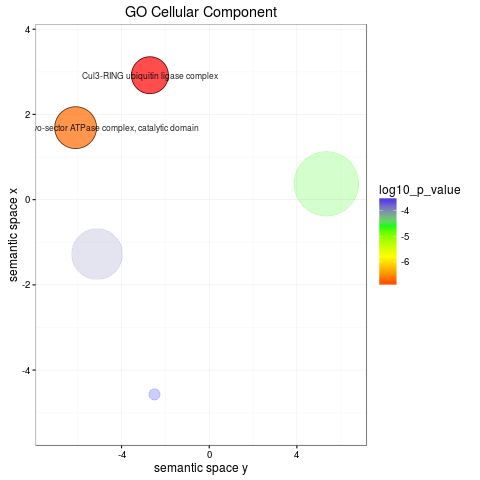 GO Cellular Component
4
Cul3-RING ubiquitin ligase complex
2
vo-sector ATPase complex, catalytic domain
log10_p_value
-4
-5
-6
0
semantic space x
-2
-4
-4
0
4
semantic space y